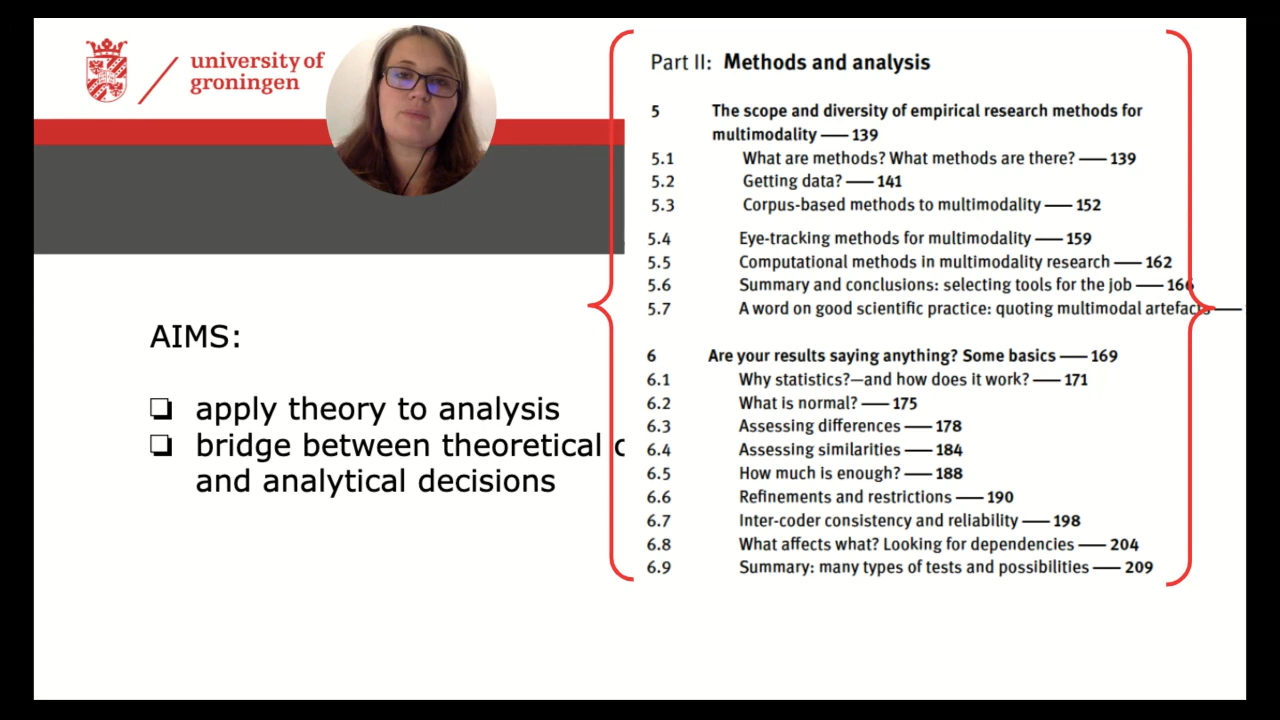 university of
groningen
AIMS:
❏ apply theory to analysis
❏ bridge between theoretical
and analytical decisions
Part II: Methods and analysis
5 The scope and diversity of empirical research methods for
multimodality — 139
5.1 What are methods? What methods are there? — 139
5.2 Getting data? — 141
5.3 Corpus-based methods to multimodality — 152
5.4 Eye-tracking methods for multimodality — 159
5.5 Computational methods in multimodality research — 162
5.6 Summary and conclusions: selecting tools for the job — 166
5.7 A word on good scientific practice: quoting multimodal artefacts —
6 Are your results saying anything? Some basics — 169
6.1 Why statistics?—and how does it work? — 171
6.2 What is normal? — 175
6.3 Assessing differences — 178
6.4 Assessing similarities — 184
6.5 How much is enough? — 188
6.6 Refinements and restrictions — 190
6.7 Inter-coder consistency and reliability — 198
6.8 What affects what? Looking for dependencies — 204
6.9 Summary: many types of tests and possibilities — 209